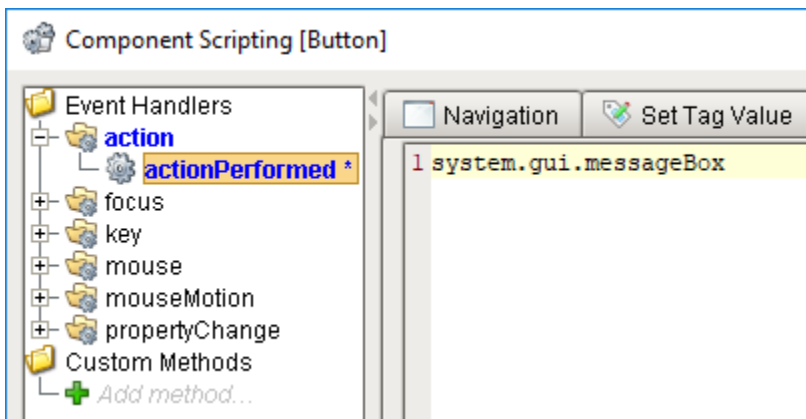 Component Scripting [Button]
Event Handlers
action
actionPerformed *
focus
key
mouse
mouseMotion
propertyChange
Custom Methods
Add method...
Navigation
Set Tag Value
1 system.gui.messageBox